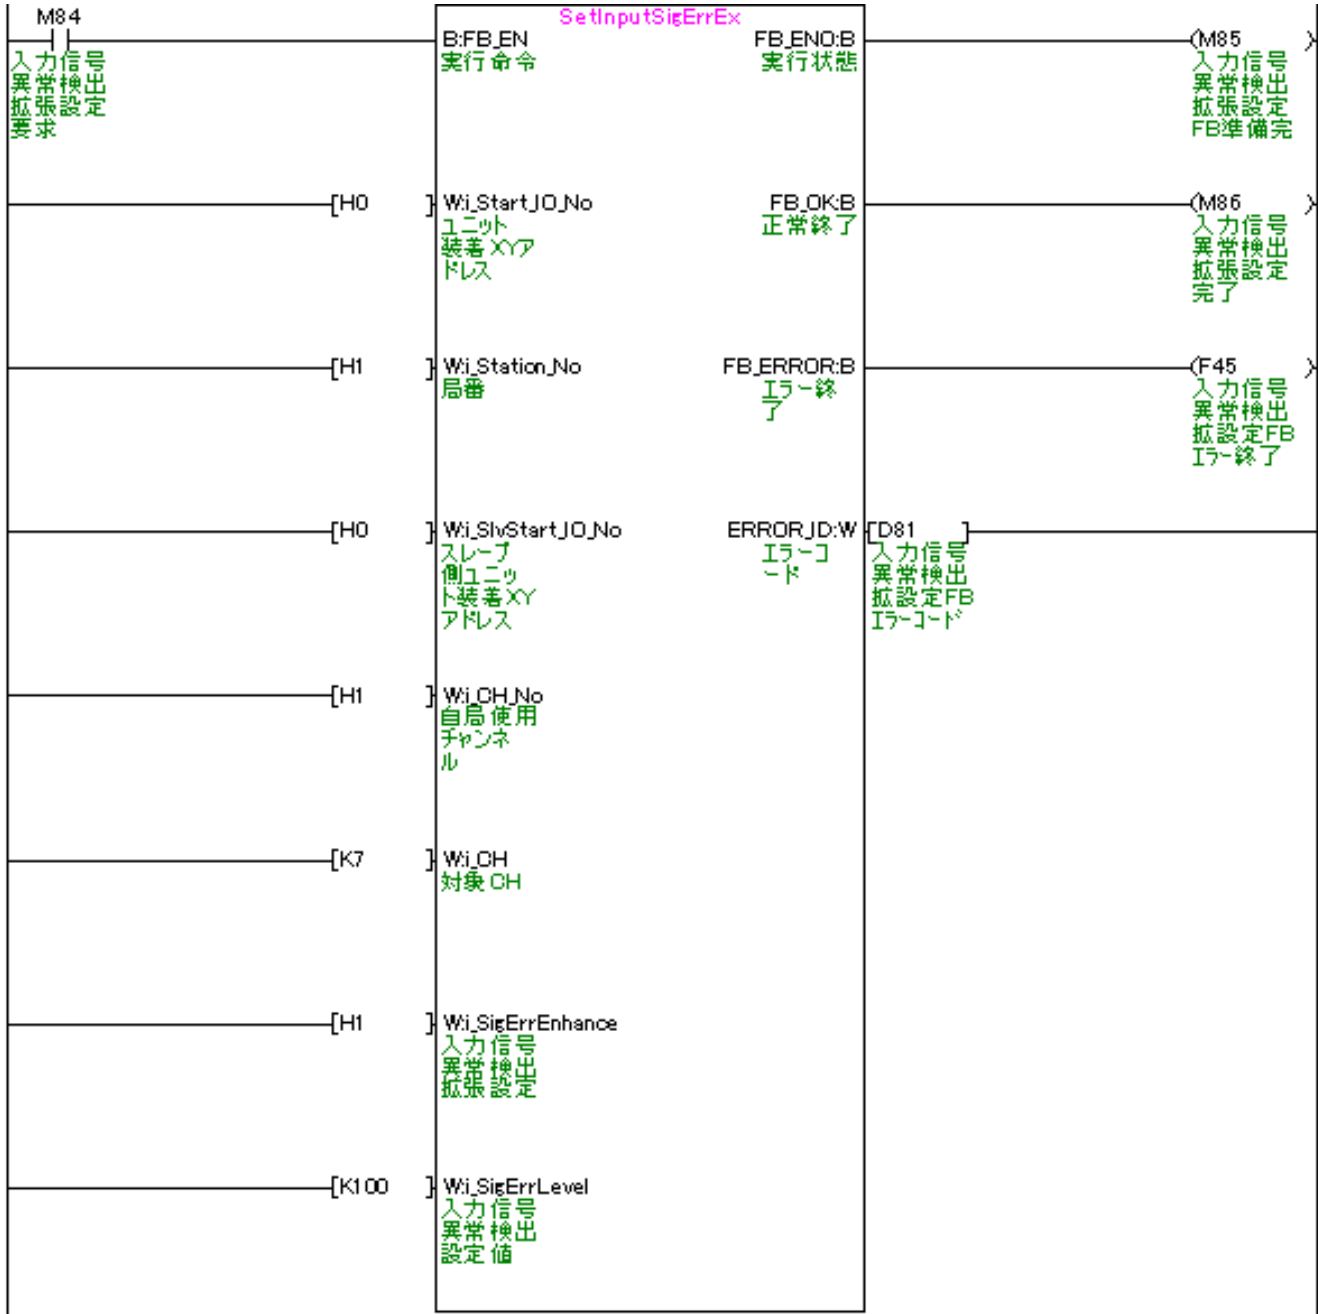 M84
入力信号
異常検出
拡張設定
要求
SetInputSigErrEx
B:FB_EN
実行命令
FB_ENO:B
実行状態
(M85 )
入力信号
異常検出
拡張設定
FB準備完
[H0 ]
W:i_Start_IO_No
ユニット
装着XYア
ドレス
FB_OK:B
正常終了
(M86 )
入力信号
異常検出
拡張設定
完了
[H1 ]
W:i_Station_No
局番
FB_ERROR:B
エラー終
了
(F45 )
入力信号
異常検出
拡設定FB
エラー終了
[H0 ]
W:i_SlvStart_IO_No
スレーブ
側ユニッ
ト装着XY
アドレス
ERROR_ID:W
エラーコ
ード
[D81 ]
入力信号
異常検出
拡設定FB
エラーコード
[H1 ]
W:i_CH_No
自局使用
チャンネ
ル
[K7 ]
W:i_CH
対象CH
[H1 ]
W:i_SigErrEnhance
入力信号
異常検出
拡張設定
[K100 ]
W:i_SigErrLevel
入力信号
異常検出
設定値